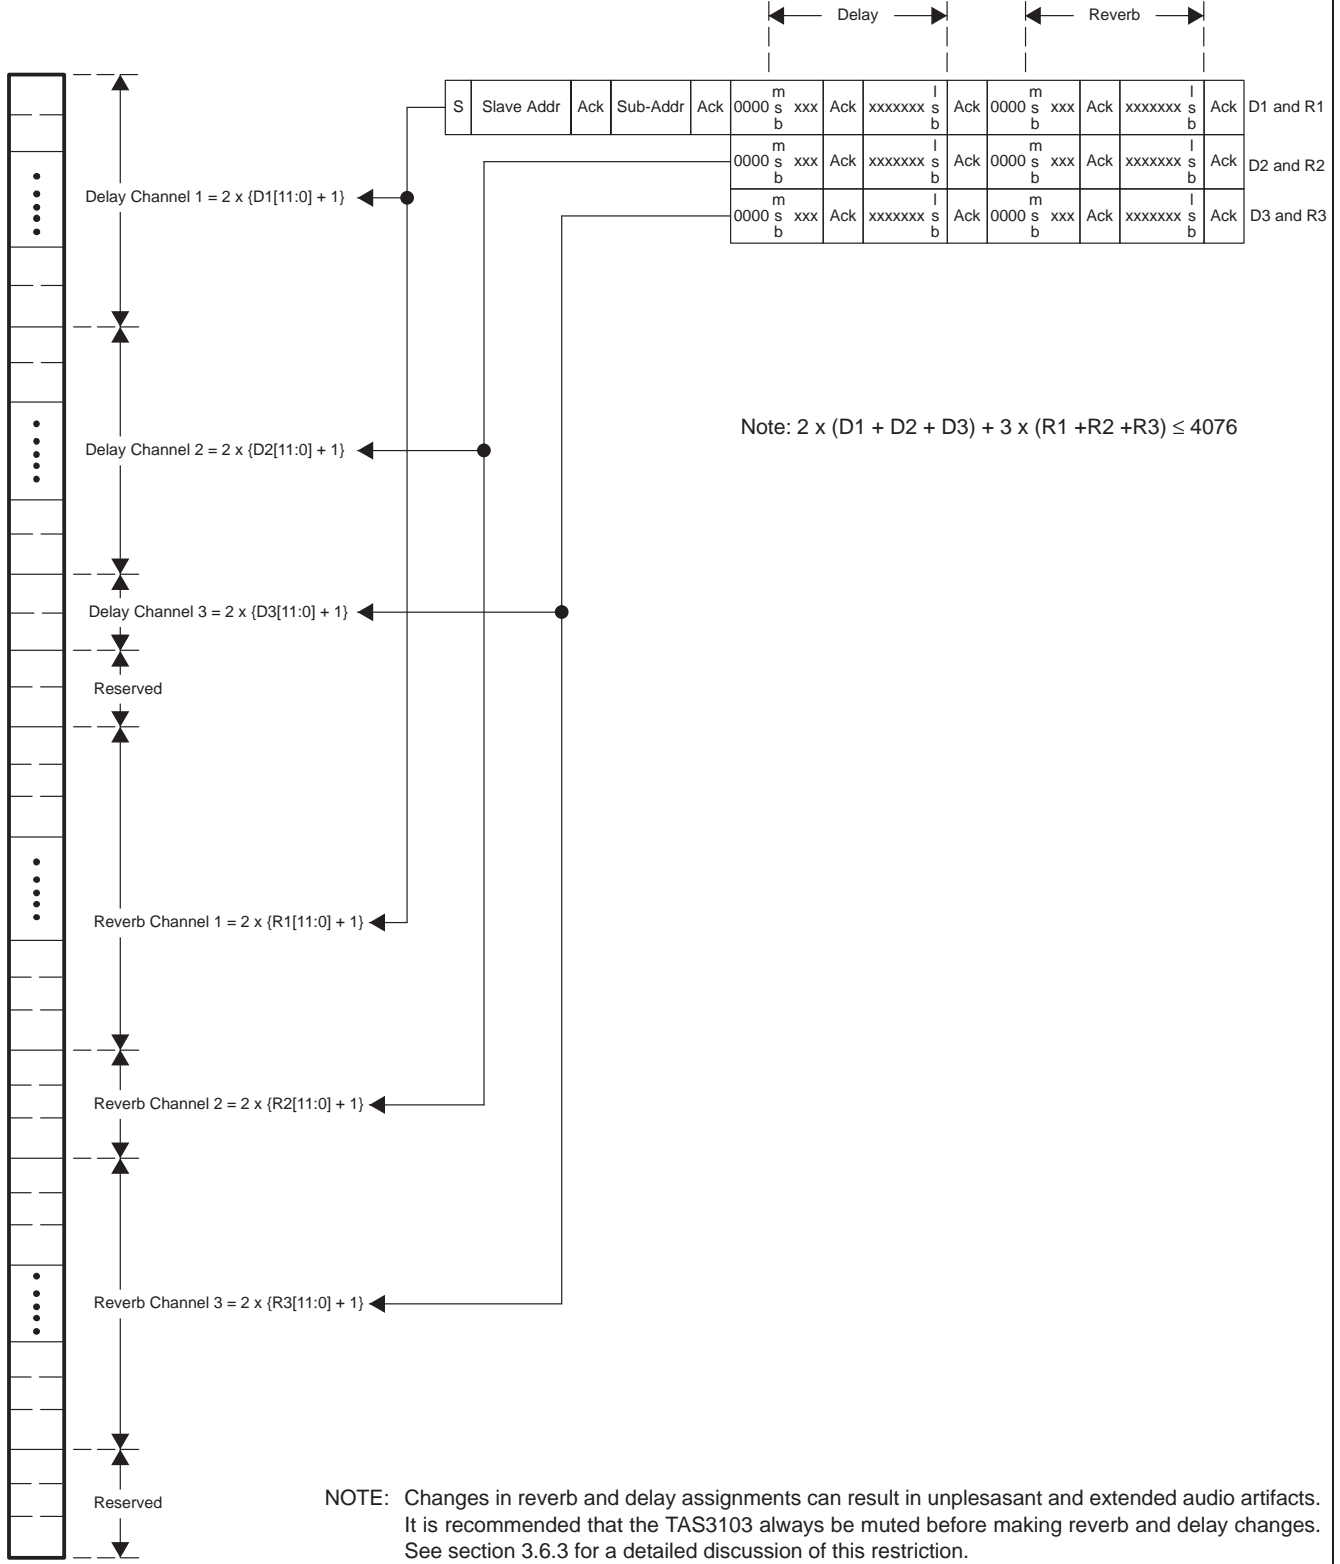 Delay
Reverb
S Slave Addr Ack Sub-Addr Ack 0000 msb xxx Ack xxxxxxx lsb Ack 0000 msb xxx Ack xxxxxxx lsb Ack D1 and R1
0000 msb xxx Ack xxxxxxx lsb Ack 0000 msb xxx Ack xxxxxxx lsb Ack D2 and R2
0000 msb xxx Ack xxxxxxx lsb Ack 0000 msb xxx Ack xxxxxxx lsb Ack D3 and R3
Delay Channel 1 = 2 x {D1[11:0] + 1}
Note: 2 x (D1 + D2 + D3) + 3 x (R1 +R2 +R3) ≤ 4076
Delay Channel 2 = 2 x {D2[11:0] + 1}
Delay Channel 3 = 2 x {D3[11:0] + 1}
Reserved
Reverb Channel 1 = 2 x {R1[11:0] + 1}
Reverb Channel 2 = 2 x {R2[11:0] + 1}
Reverb Channel 3 = 2 x {R3[11:0] + 1}
Reserved
NOTE: Changes in reverb and delay assignments can result in unplesasant and extended audio artifacts.
It is recommended that the TAS3103 always be muted before making reverb and delay changes.
See section 3.6.3 for a detailed discussion of this restriction.